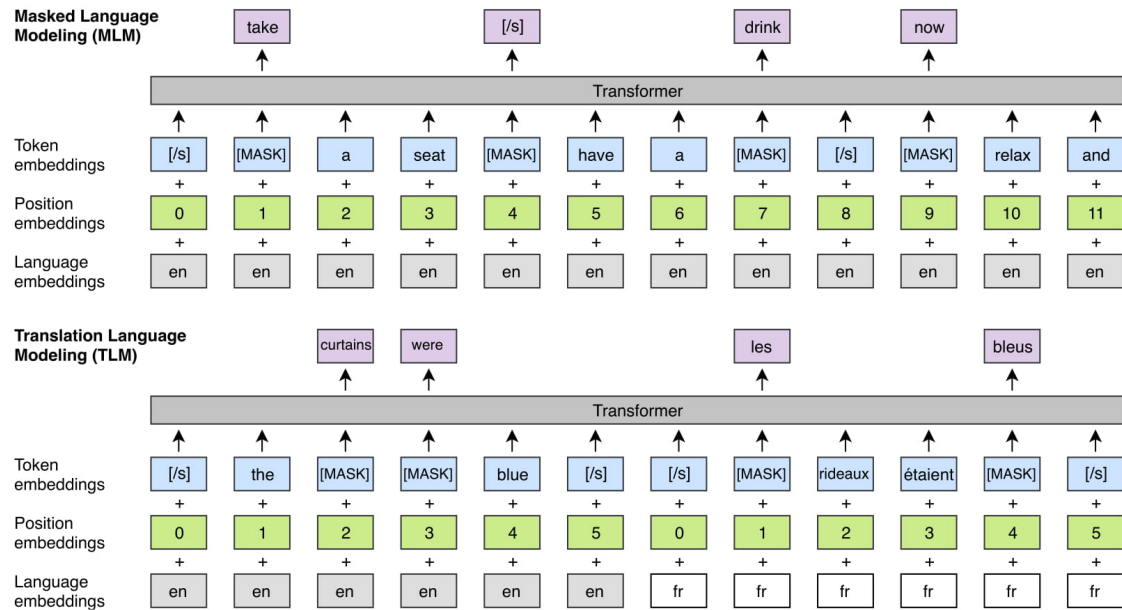 Masked Language
Modeling (MLM)
take [/s] drink now
Transformer
Token
embeddings
[/s] [MASK] a seat [MASK] have a [MASK] [/s] [MASK] relax and
+ + + + + + + + + + + +
Position
embeddings
0 1 2 3 4 5 6 7 8 9 10 11
+ + + + + + + + + + + +
Language
embeddings
en en en en en en en en en en en en
Translation Language
Modeling (TLM)
curtains were les bleus
Transformer
Token
embeddings
[/s] the [MASK] [MASK] blue [/s] [/s] [MASK] rideaux étaient [MASK] [/s]
+ + + + + + + + + + + +
Position
embeddings
0 1 2 3 4 5 0 1 2 3 4 5
+ + + + + + + + + + + +
Language
embeddings
en en en en en en fr fr fr fr fr fr